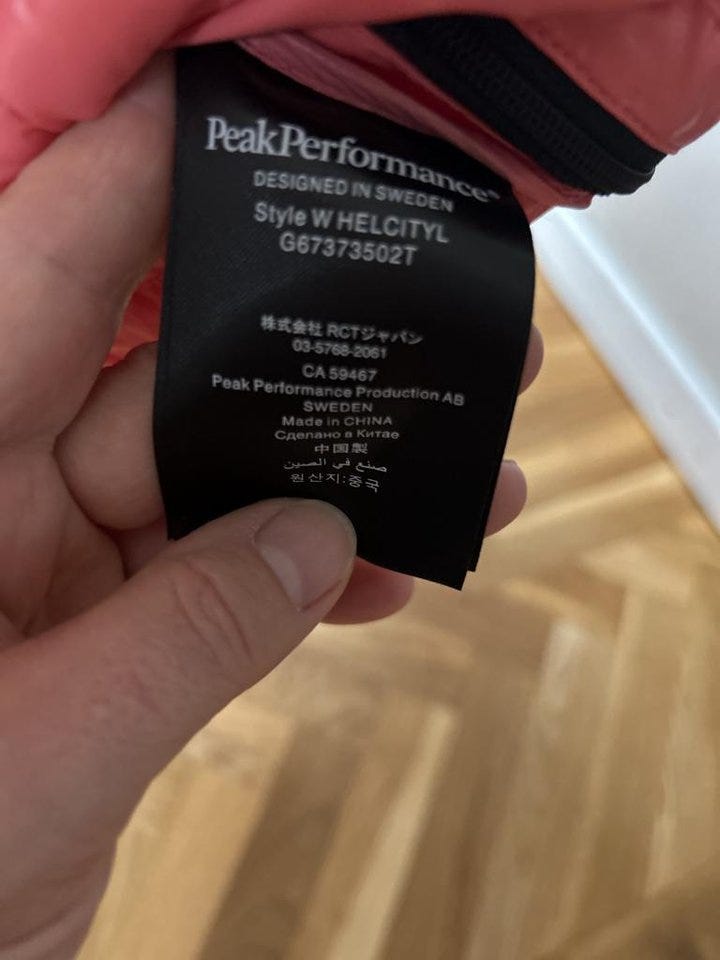 PeakPerformance®
DESIGNED IN SWEDEN
Style W HELCITYL
G67373502T
株式会社 RCTジャパン
03-5768-2061
CA 59467
Peak Performance Production AB
SWEDEN
Made in CHINA
Сделано в Китае
中国製
صنع في الصين
원산지:중국